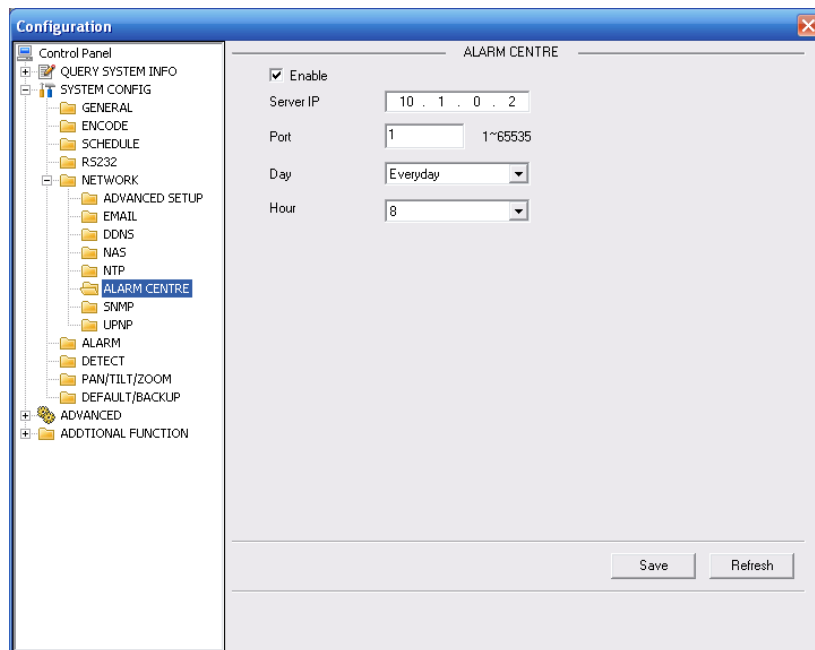 Configuration
Control Panel
QUERY SYSTEM INFO
SYSTEM CONFIG
GENERAL
ENCODE
SCHEDULE
RS232
NETWORK
ADVANCED SETUP
EMAIL
DDNS
NAS
NTP
ALARM CENTRE
SNMP
UPNP
ALARM
DETECT
PAN/TILT/ZOOM
DEFAULT/BACKUP
ADVANCED
ADDTIONAL FUNCTION
ALARM CENTRE
Enable
Server IP 10 . 1 . 0 . 2
Port 1 1~65535
Day Everyday
Hour 8
Save Refresh